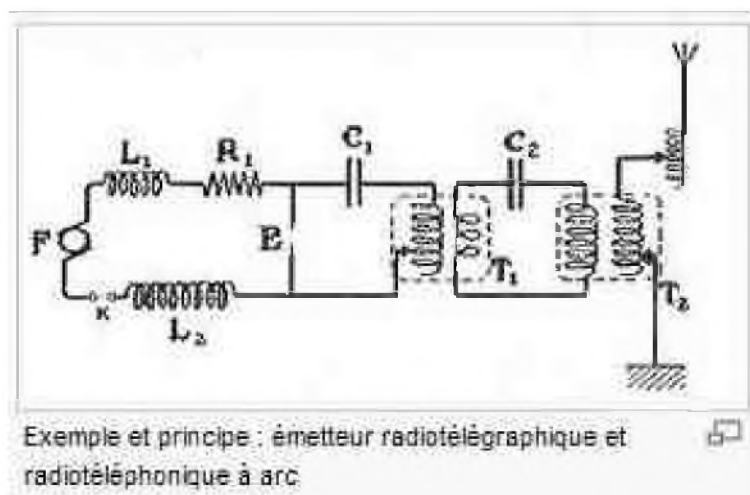 L₁ R₁ C₁ C₂
F E
K L₂ T₁ T₂
Exemple et principe : émetteur radiotélégraphique et
radiotéléphonique à arc